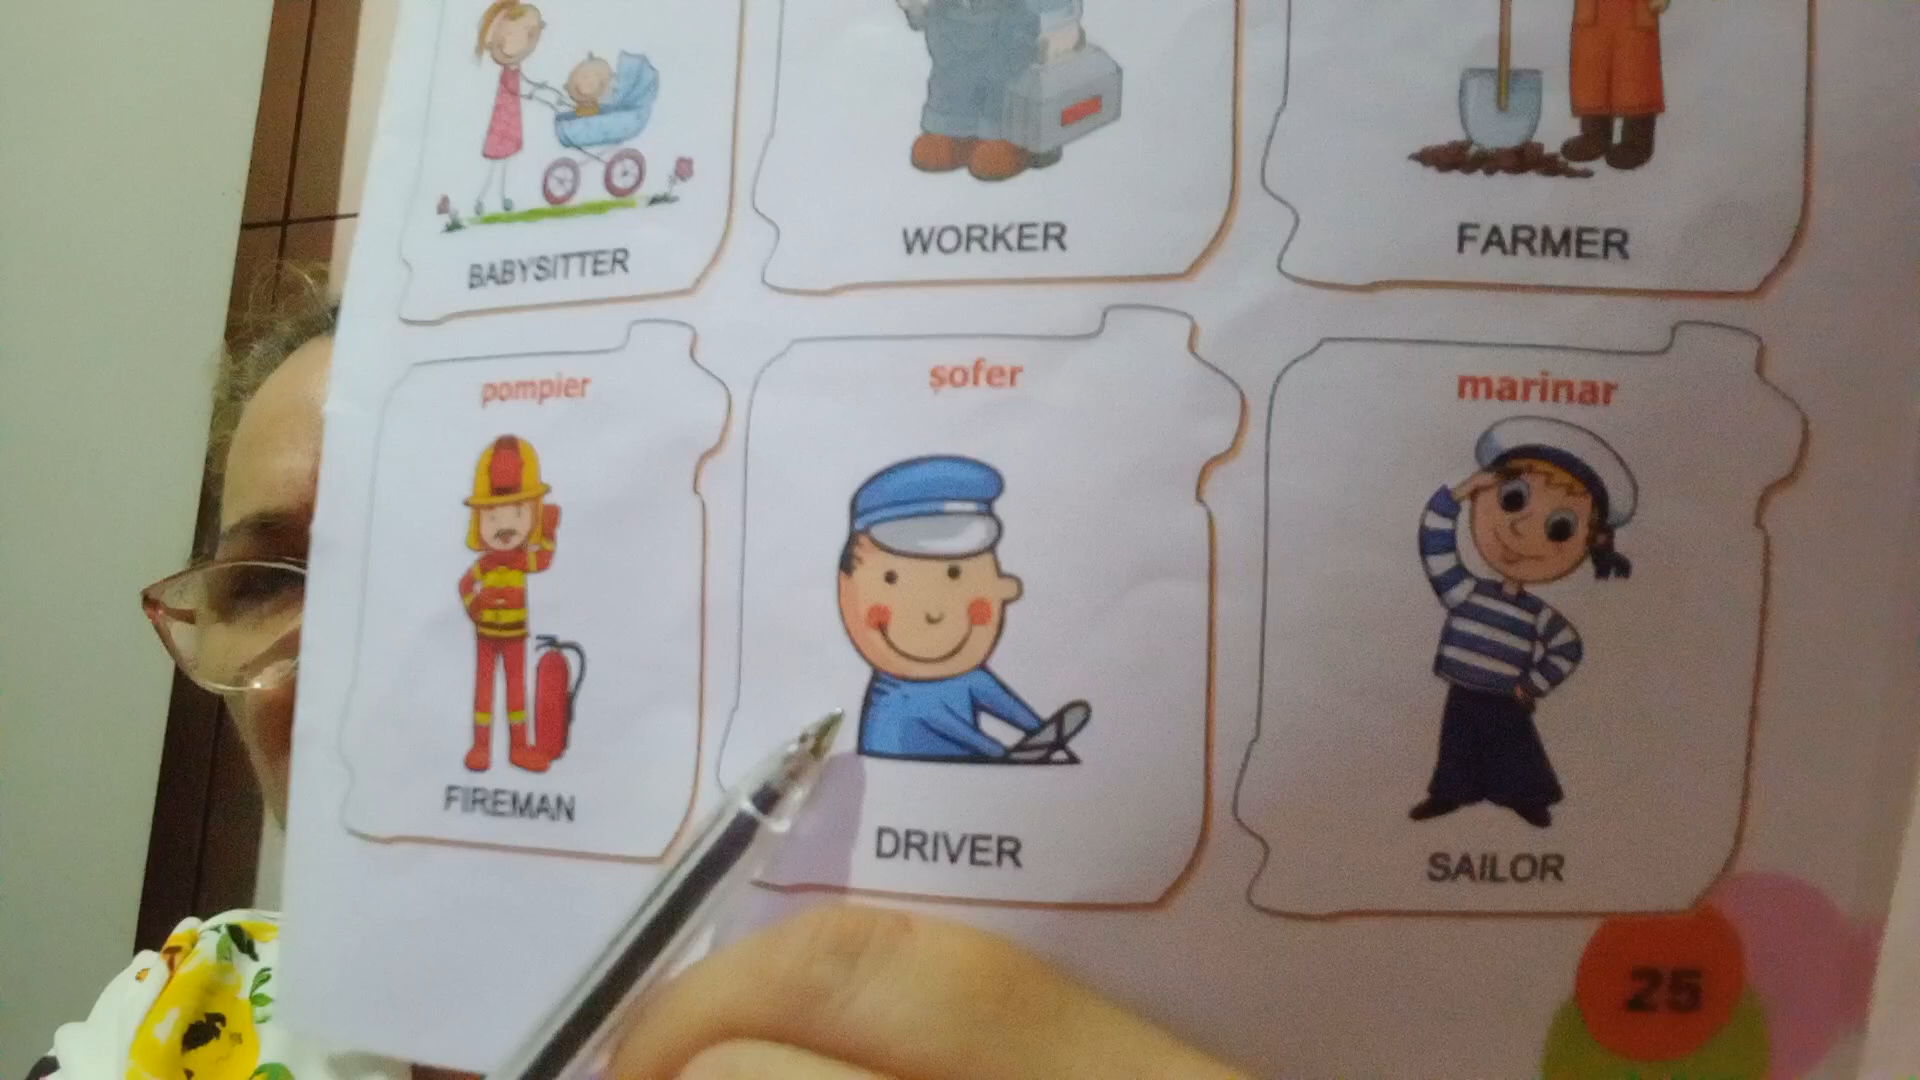 BABYSITTER
WORKER
FARMER
pompier
șofer
marinar
FIREMAN
DRIVER
SAILOR
25